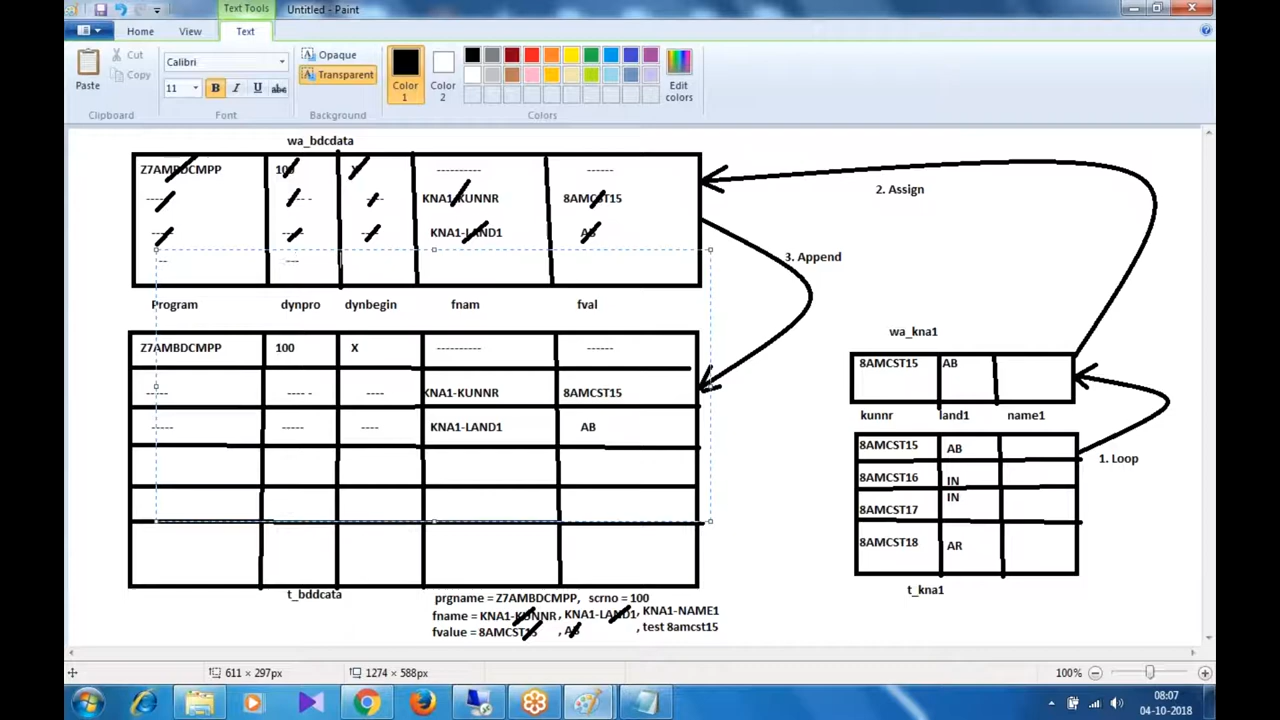 Text Tools
Untitled - Paint
Home
View
Text
Paste
Cut
Copy
Calibri
11
B
I
U
abc
Opaque
Transparent
Color
1
Color
2
Edit
colors
Clipboard
Font
Background
Colors
wa_bdcdata
Z7AMBDCMPP 100 X ---------- ------
----- ---- - ---- KNA1-KUNNR 8AMCST15
----- ----- ---- KNA1-LAND1 AB
-- ---
Program dynpro dynbegin fnam fval
2. Assign
3. Append
Z7AMBDCMPP 100 X ---------- ------
----- ---- - ---- KNA1-KUNNR 8AMCST15
----- ----- ---- KNA1-LAND1 AB
t_bddcata
wa_kna1
8AMCST15 AB
kunnr land1 name1
8AMCST15 AB
8AMCST16 IN
8AMCST17 IN
8AMCST18 AR
1. Loop
t_kna1
prgname = Z7AMBDCMPP, scrno = 100
fname = KNA1-KUNNR, KNA1-LAND1, KNA1-NAME1
fvalue = 8AMCST15 , AB , test 8amcst15
611 × 297px
1274 × 588px
100%
08:07
04-10-2018